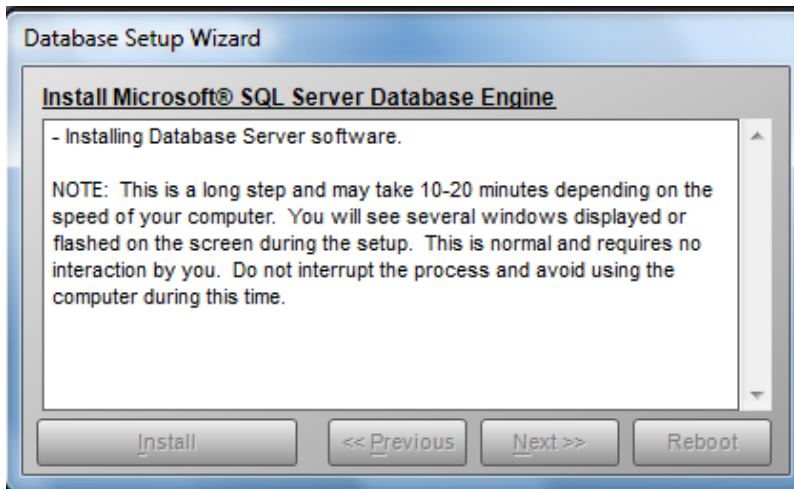 Database Setup Wizard
Install Microsoft® SQL Server Database Engine
- Installing Database Server software.
NOTE:  This is a long step and may take 10-20 minutes depending on the
speed of your computer.  You will see several windows displayed or
flashed on the screen during the setup.  This is normal and requires no
interaction by you.  Do not interrupt the process and avoid using the
computer during this time.
Install
<< Previous
Next >>
Reboot